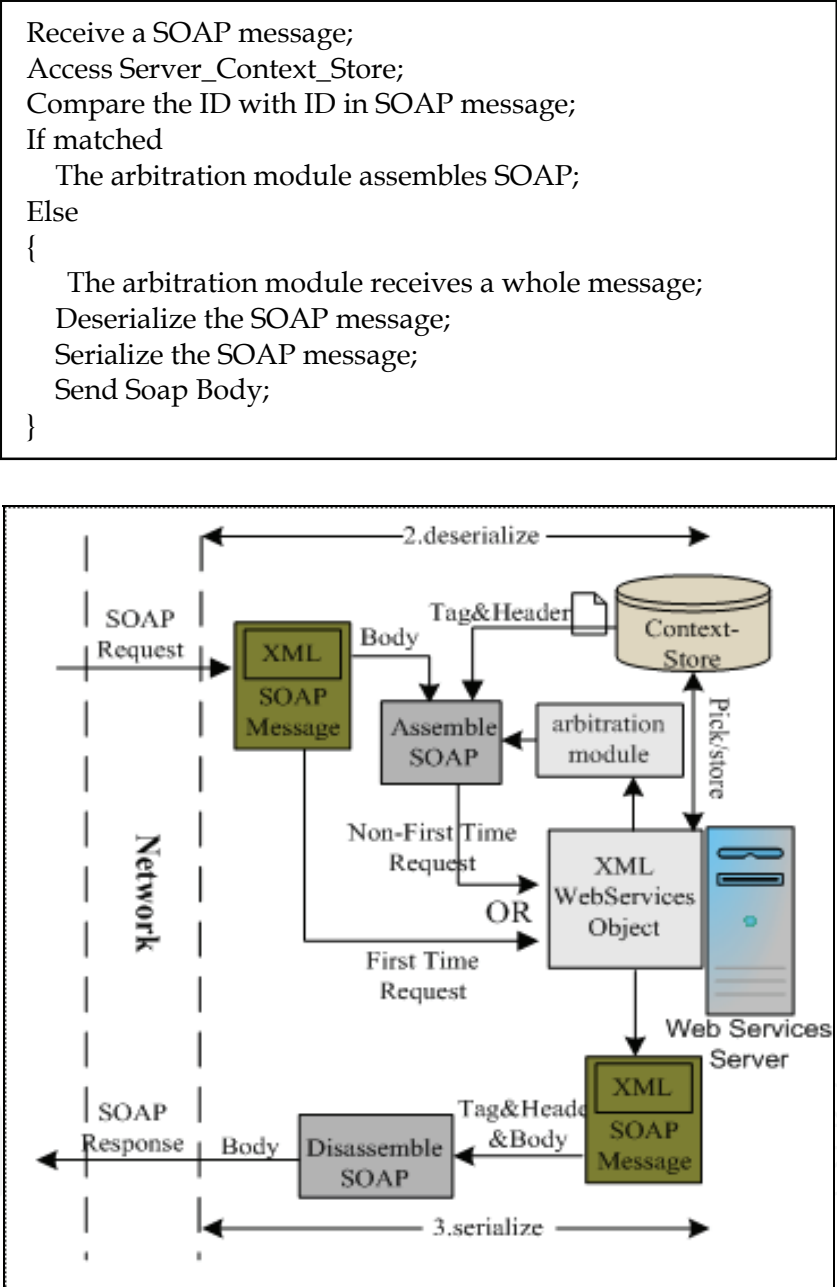 Receive a SOAP message;
Access Server_Context_Store;
Compare the ID with ID in SOAP message;
If matched
The arbitration module assembles SOAP;
Else
{
The arbitration module receives a whole message;
Deserialize the SOAP message;
Serialize the SOAP message;
Send Soap Body;
}
2.deserialize
SOAP
Request
XML
SOAP
Message
Body
Tag&Header
Context-
Store
Assemble
SOAP
arbitration
module
Pick/store
Network
Non-First Time
Request
OR
First Time
Request
XML
WebServices
Object
Web Services
Server
XML
SOAP
Message
Tag&Heade
&Body
Disassemble
SOAP
Body
SOAP
Response
3.serialize